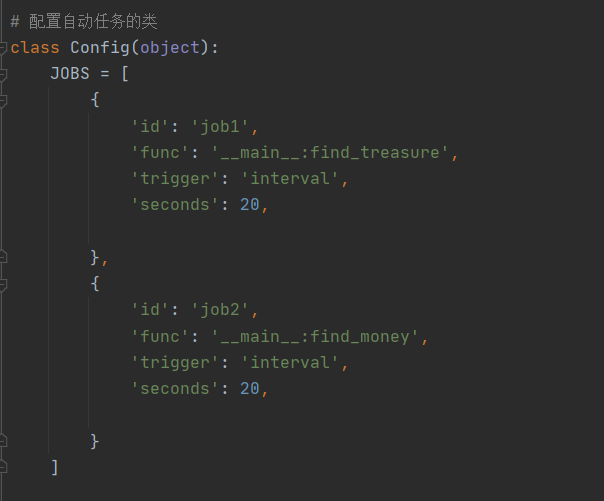 # 配置自动任务的类
class Config(object):
    JOBS = [
        {
            'id': 'job1',
            'func': '__main__:find_treasure',
            'trigger': 'interval',
            'seconds': 20,
        },
        {
            'id': 'job2',
            'func': '__main__:find_money',
            'trigger': 'interval',
            'seconds': 20,
        }
    ]